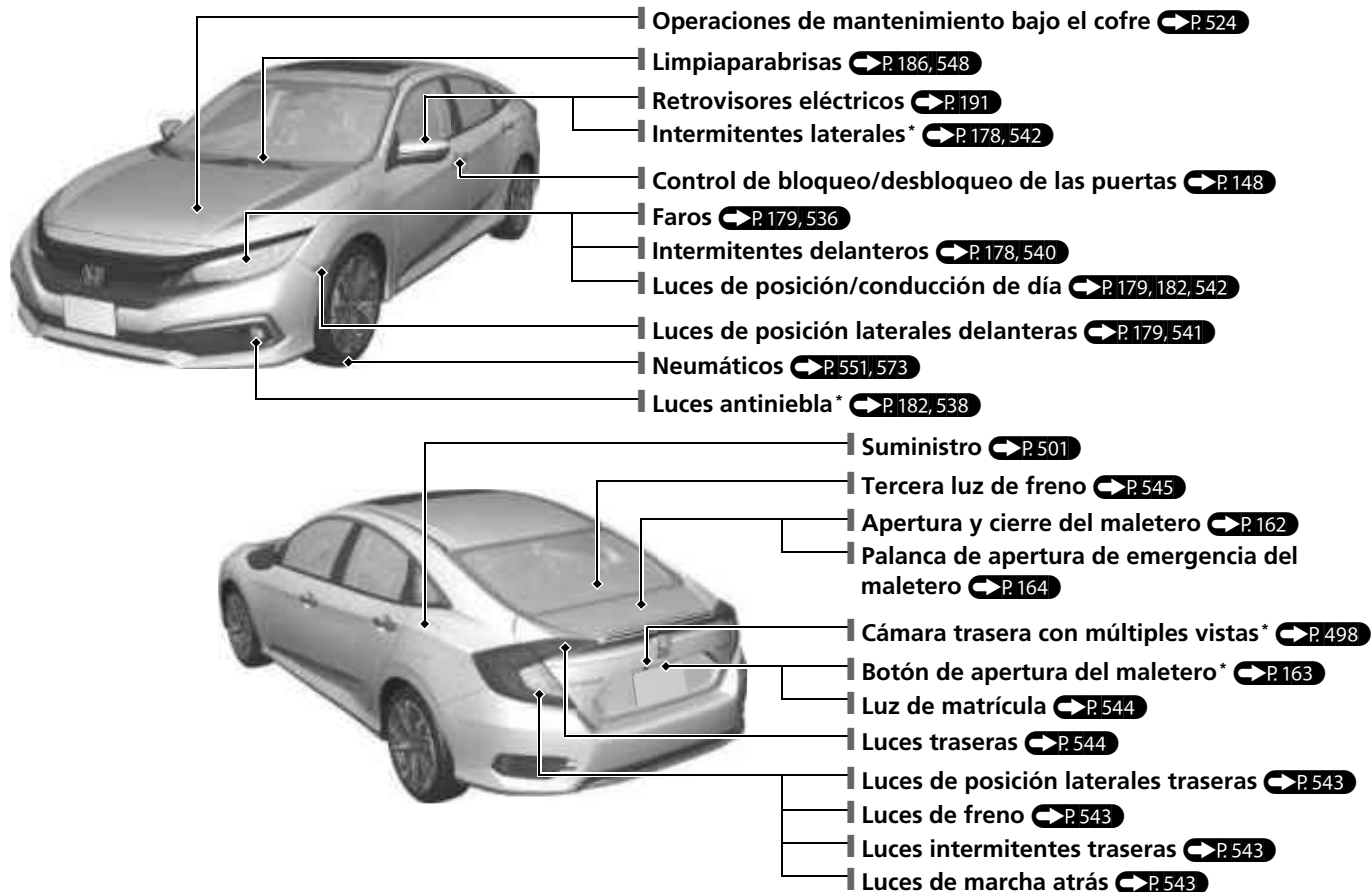 Operaciones de mantenimiento bajo el cofre P. 524
Limpiaparabrisas P. 186, 548
Retrovisores eléctricos P. 191
Intermitentes laterales* P. 178, 542
Control de bloqueo/desbloqueo de las puertas P. 148
Faros P. 179, 536
Intermitentes delanteros P. 178, 540
Luces de posición/conducción de día P. 179, 182, 542
Luces de posición laterales delanteras P. 179, 541
Neumáticos P. 551, 573
Luces antiniebla* P. 182, 538
Suministro P. 501
Tercera luz de freno P. 545
Apertura y cierre del maletero P. 162
Palanca de apertura de emergencia del
maletero P. 164
Cámara trasera con múltiples vistas* P. 498
Botón de apertura del maletero* P. 163
Luz de matrícula P. 544
Luces traseras P. 544
Luces de posición laterales traseras P. 543
Luces de freno P. 543
Luces intermitentes traseras P. 543
Luces de marcha atrás P. 543